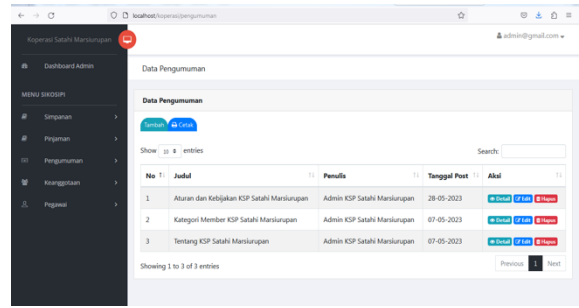 localhost/koperasi/pengumuman
Koperasi Satahi Marsiurupan
admin@gmail.com
Dashboard Admin
Data Pengumuman
MENU SIKOSIPI
Simpanan
Pinjaman
Pengumuman
Keanggotaan
Pegawai
Data Pengumuman
Tambah Cetak
Show 10 entries Search:
No Judul Penulis Tanggal Post Aksi
1 Aturan dan Kebijakan KSP Satahi Marsiurupan Admin KSP Satahi Marsiurupan 28-05-2023 Detail Edit Hapus
2 Kategori Member KSP Satahi Marsiurupan Admin KSP Satahi Marsiurupan 07-05-2023 Detail Edit Hapus
3 Tentang KSP Satahi Marsiurupan Admin KSP Satahi Marsiurupan 07-05-2023 Detail Edit Hapus
Showing 1 to 3 of 3 entries Previous 1 Next